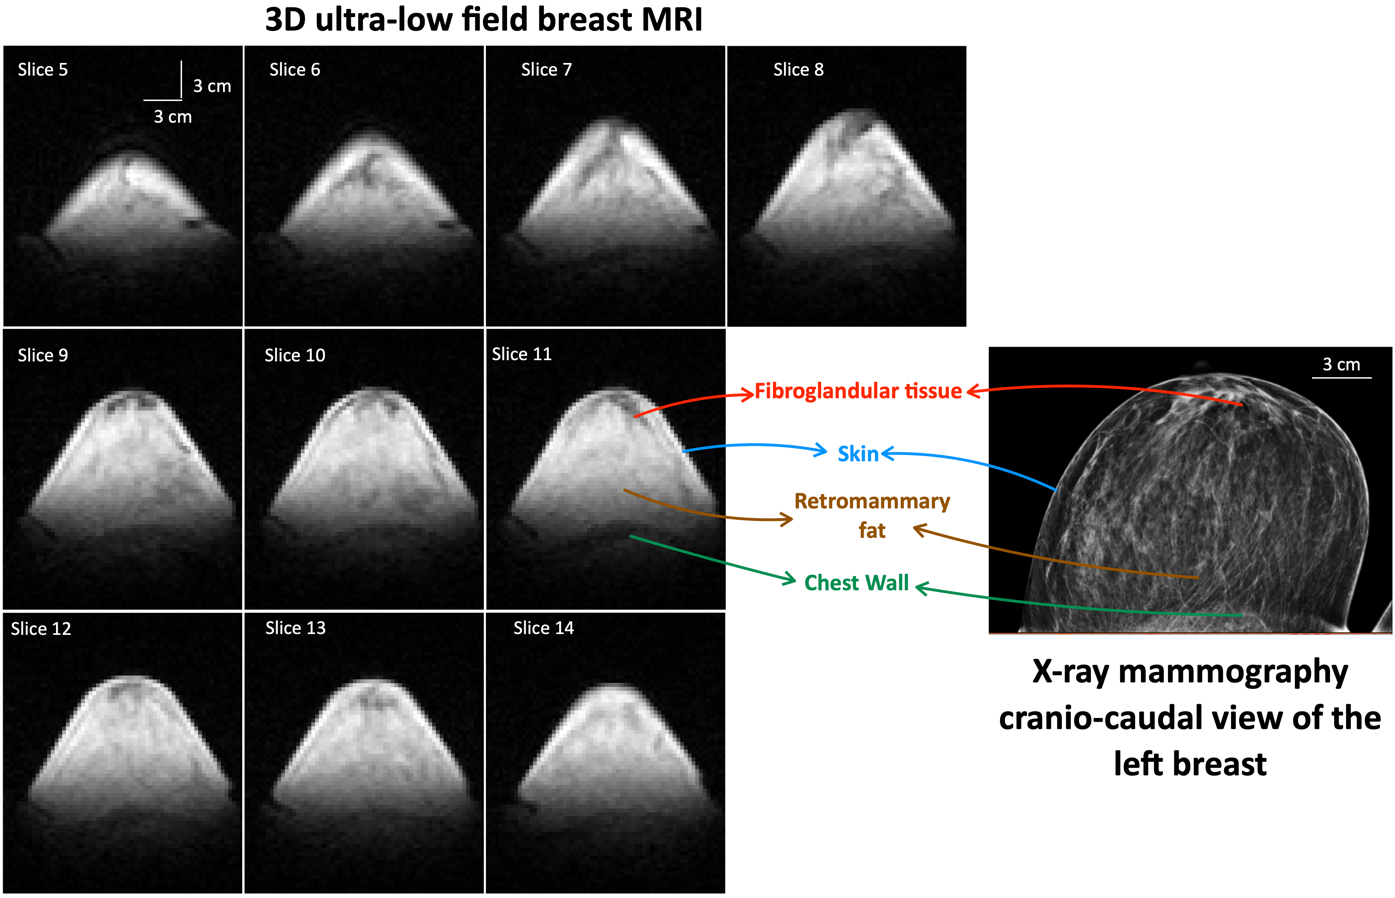 3D ultra-low field breast MRI
Slice 5
3 cm
3 cm
Slice 6
Slice 7
Slice 8
Slice 9
Slice 10
Slice 11
Fibroglandular tissue
Skin
Retromammary
fat
Chest Wall
3 cm
Slice 12
Slice 13
Slice 14
X-ray mammography
cranio-caudal view of the
left breast